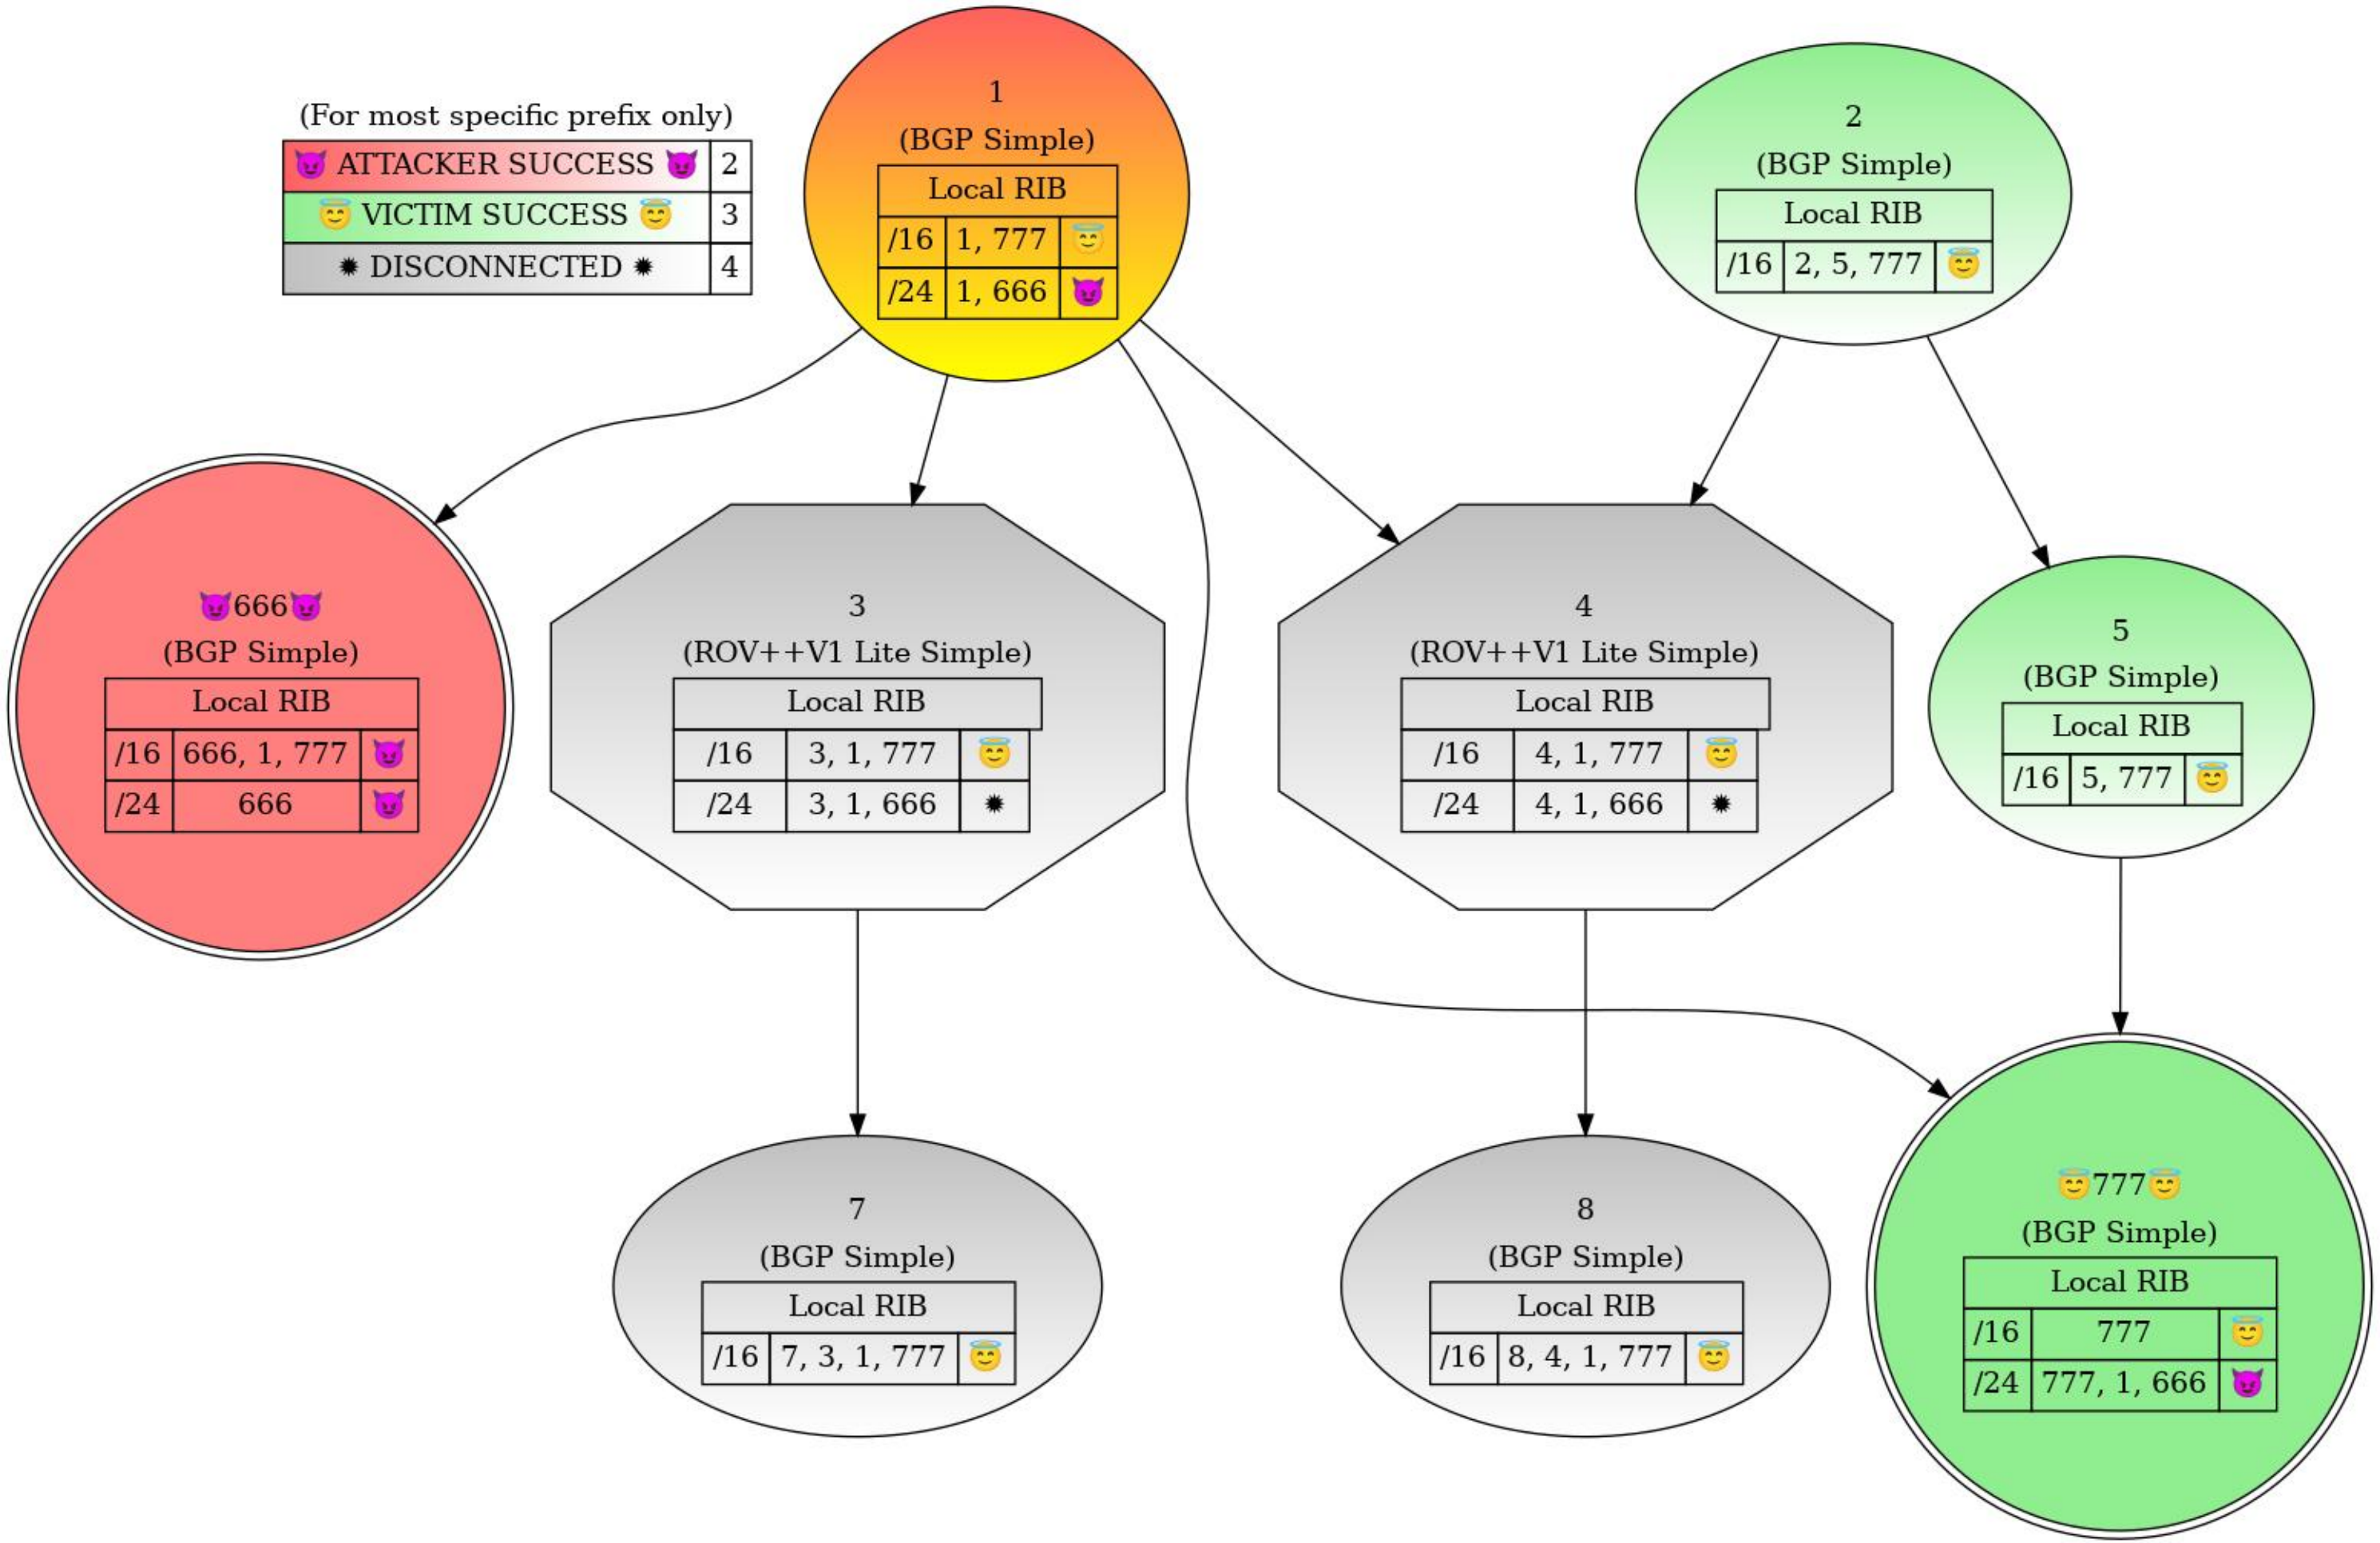 (For most specific prefix only)
😈 ATTACKER SUCCESS 😈 2
😇 VICTIM SUCCESS 😇 3
✹ DISCONNECTED ✹ 4
1
(BGP Simple)
Local RIB
/16 1, 777 😇
/24 1, 666 😈
2
(BGP Simple)
Local RIB
/16 2, 5, 777 😇
😈666😈
(BGP Simple)
Local RIB
/16 666, 1, 777 😈
/24 666 😈
3
(ROV++V1 Lite Simple)
Local RIB
/16 3, 1, 777 😇
/24 3, 1, 666 ✹
4
(ROV++V1 Lite Simple)
Local RIB
/16 4, 1, 777 😇
/24 4, 1, 666 ✹
5
(BGP Simple)
Local RIB
/16 5, 777 😇
7
(BGP Simple)
Local RIB
/16 7, 3, 1, 777 😇
8
(BGP Simple)
Local RIB
/16 8, 4, 1, 777 😇
😇777😇
(BGP Simple)
Local RIB
/16 777 😇
/24 777, 1, 666 😈